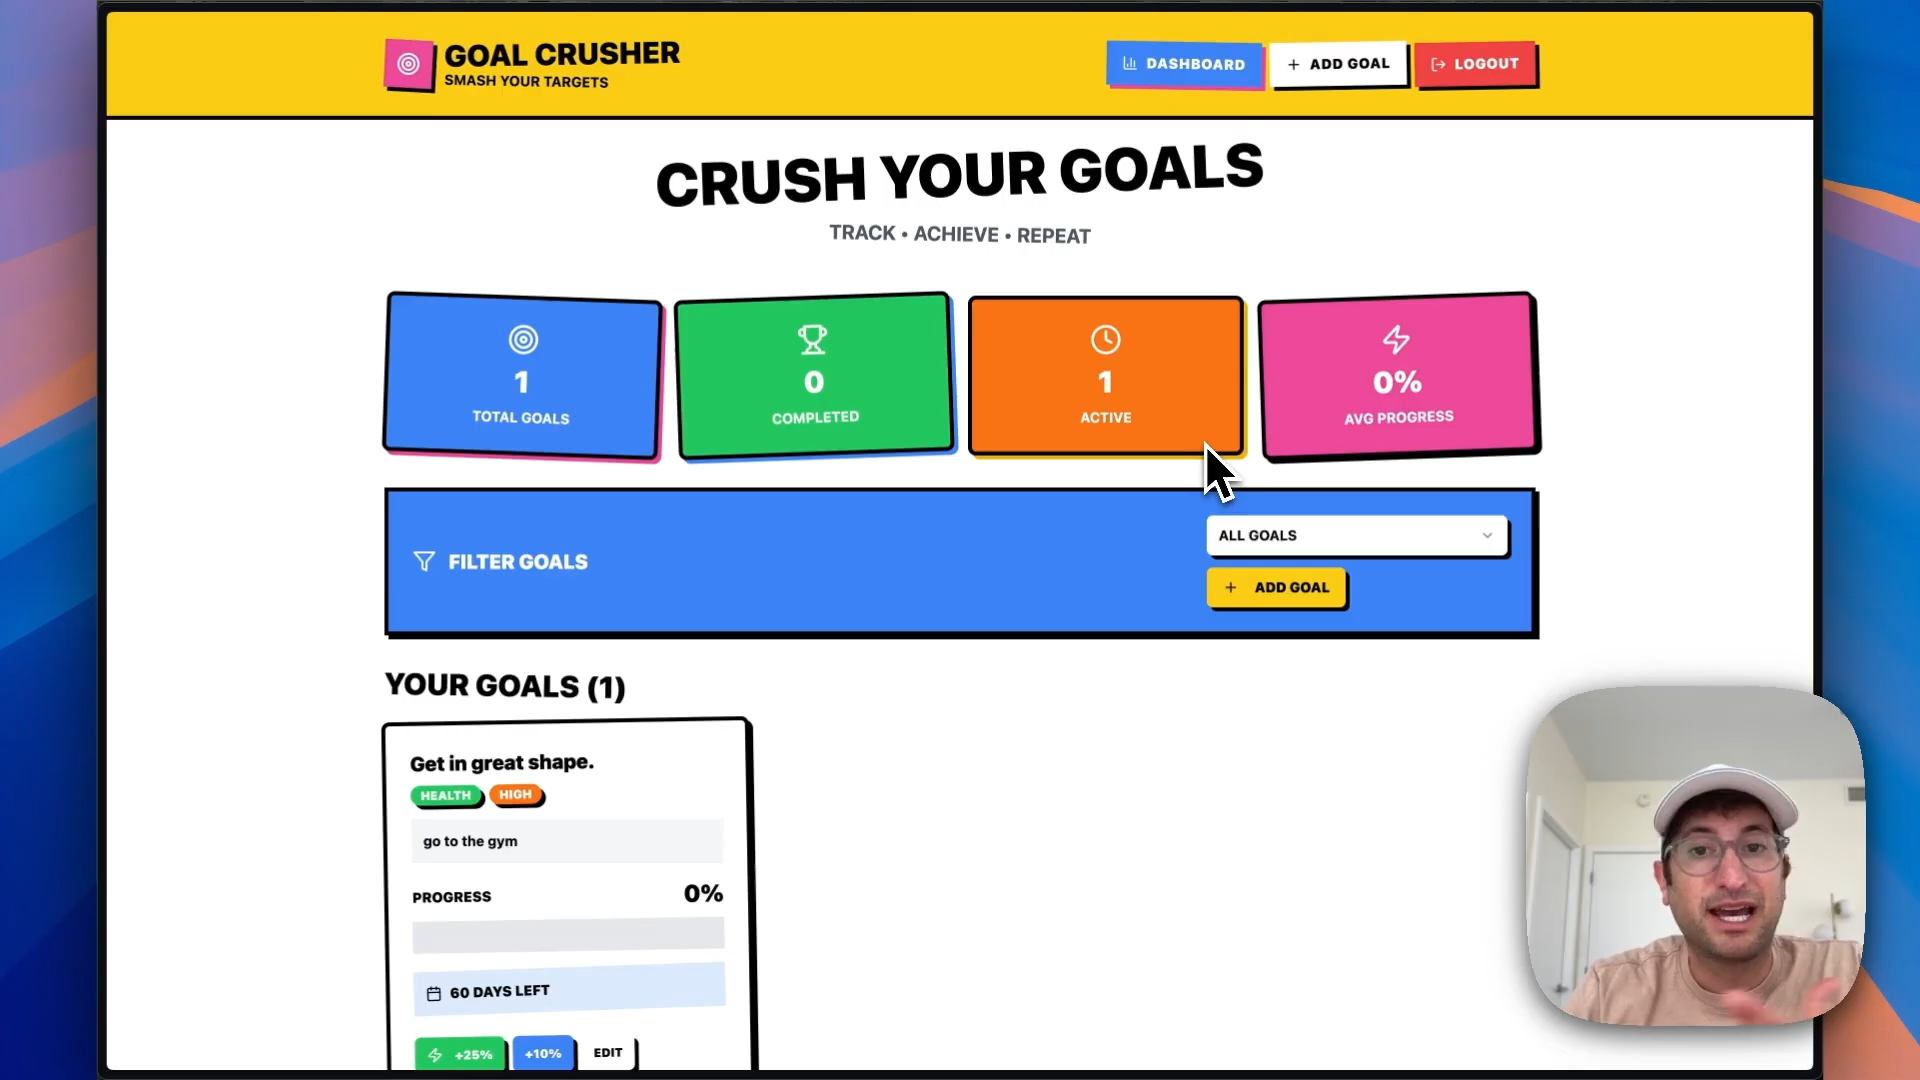 GOAL CRUSHER
SMASH YOUR TARGETS
DASHBOARD
+ ADD GOAL
LOGOUT
CRUSH YOUR GOALS
TRACK • ACHIEVE • REPEAT
1
TOTAL GOALS
0
COMPLETED
1
ACTIVE
0%
AVG PROGRESS
FILTER GOALS
ALL GOALS
+ ADD GOAL
YOUR GOALS (1)
Get in great shape.
HEALTH HIGH
go to the gym
PROGRESS 0%
60 DAYS LEFT
+25% +10% EDIT